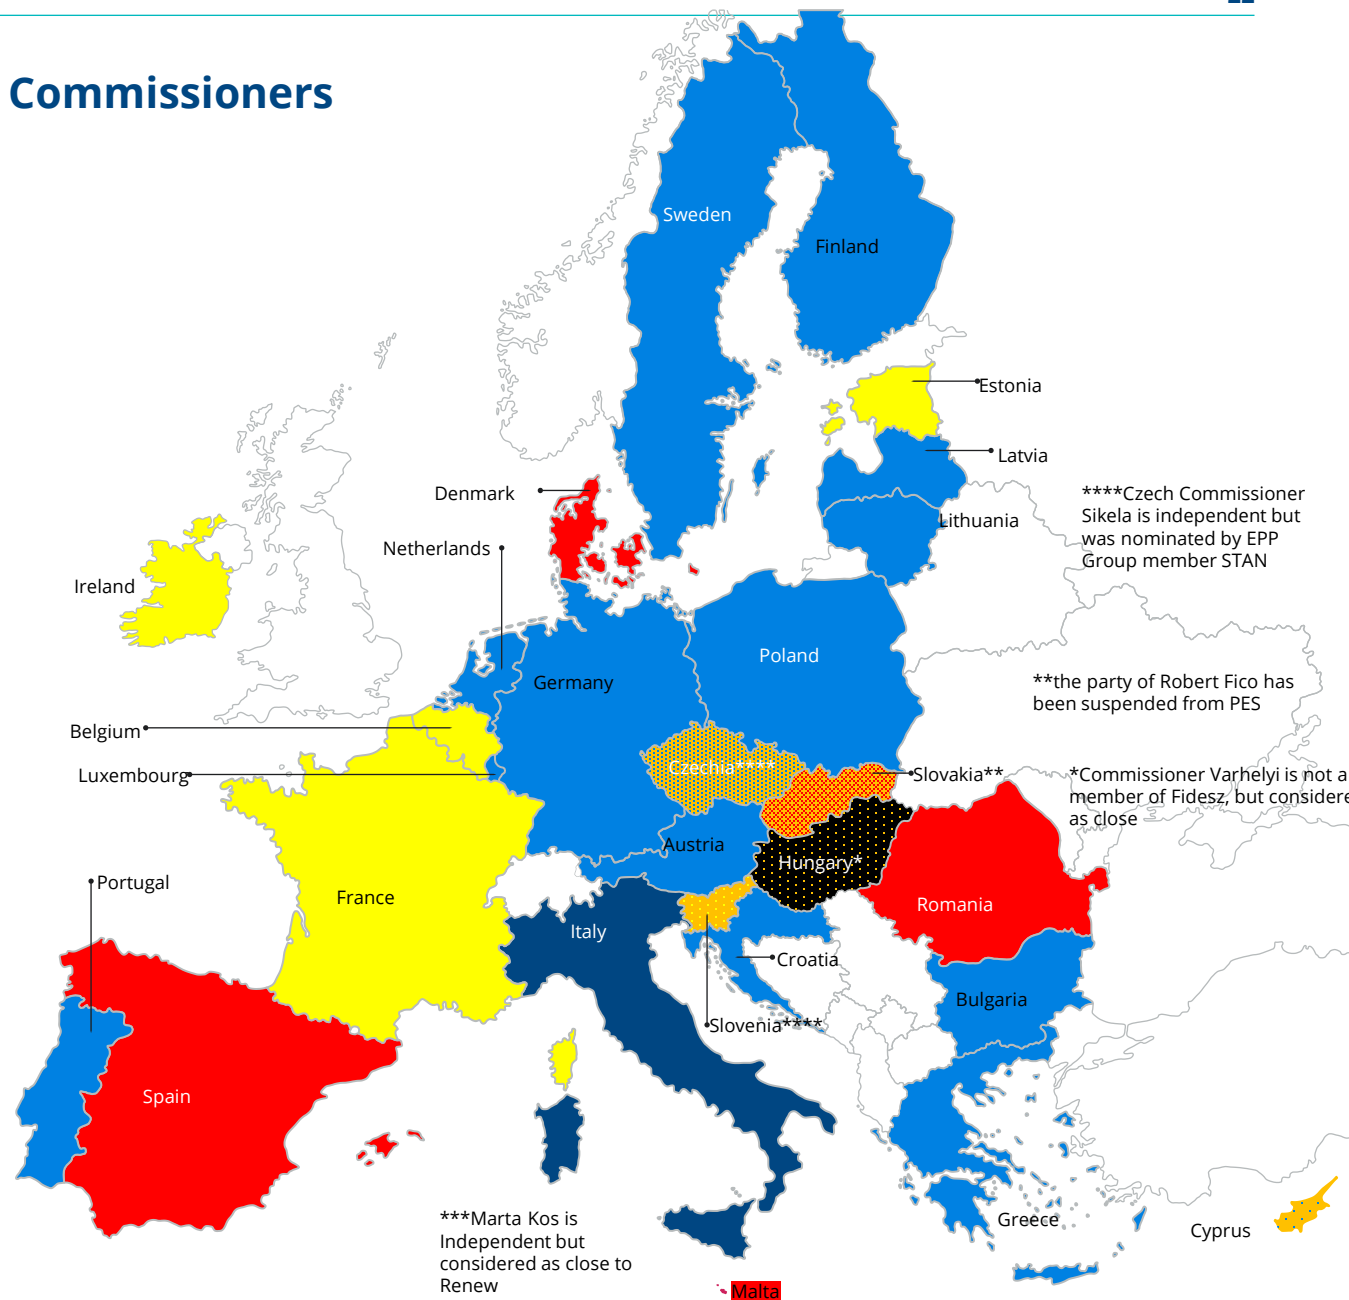 Commissioners
Sweden
Finland
Estonia
Latvia
Denmark
****Czech Commissioner
Sikela is independent but
was nominated by EPP
Group member STAN
Lithuania
Netherlands
Ireland
Poland
Germany
**the party of Robert Fico has
been suspended from PES
Belgium
Czechia****
Luxembourg
Slovakia**
*Commissioner Varhelyi is not a
member of Fidesz, but considere
as close
Austria
Hungary*
Portugal
France
Romania
Italy
Croatia
Bulgaria
Slovenia****
Spain
***Marta Kos is
Independent but
considered as close to
Renew
Greece
Cyprus
Malta